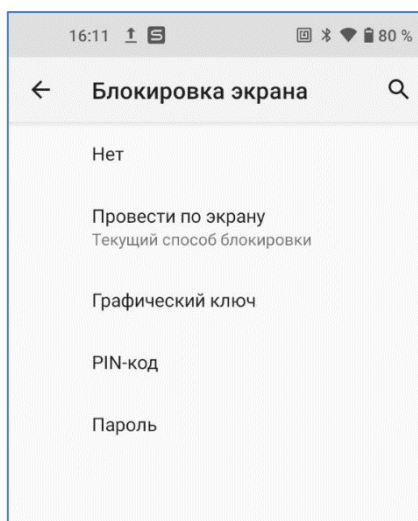 16:11 80 %
Блокировка экрана
Нет
Провести по экрану
Текущий способ блокировки
Графический ключ
PIN-код
Пароль